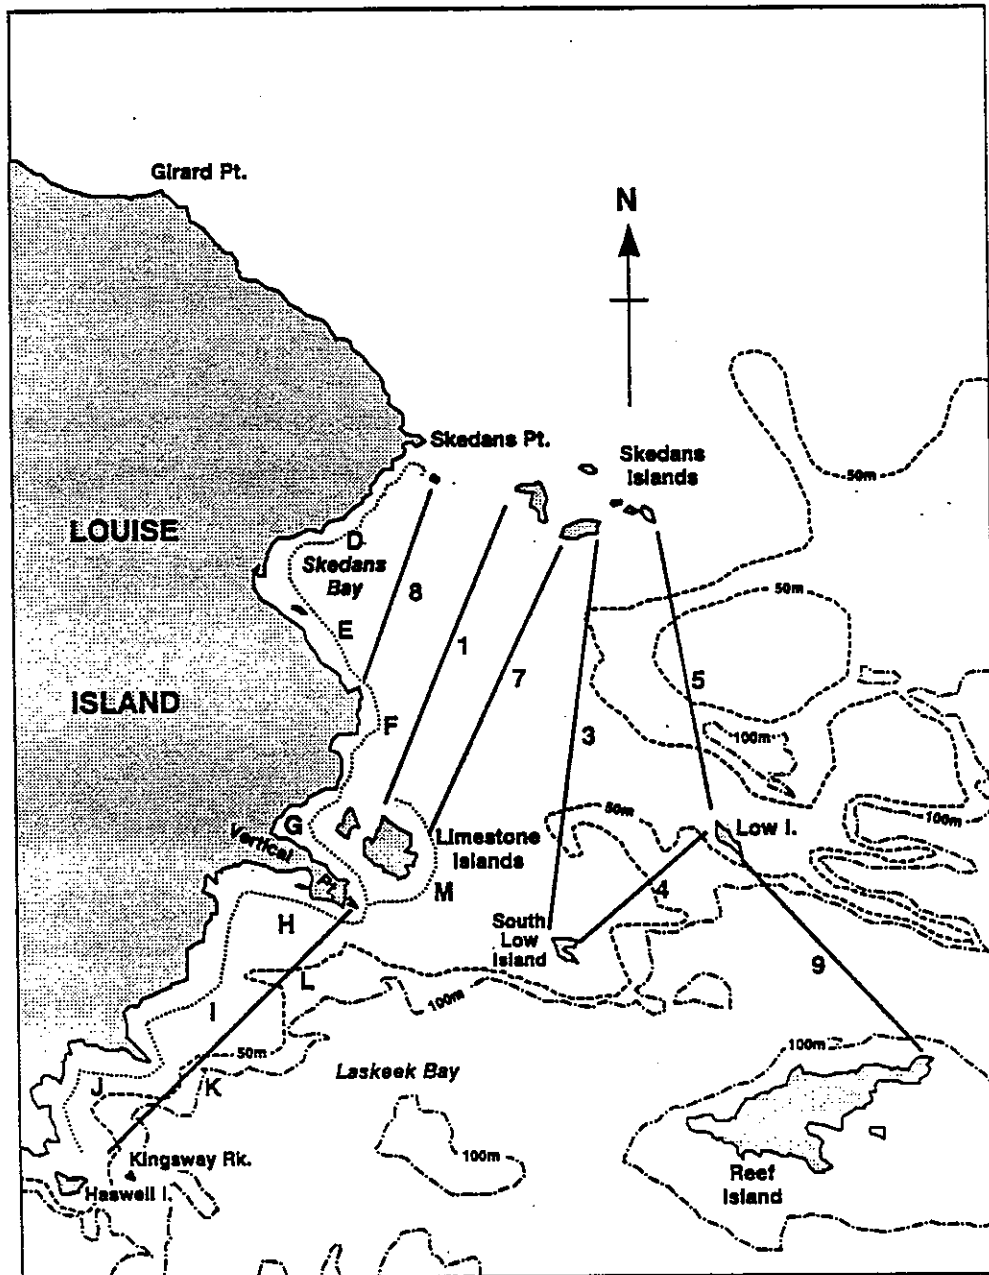 Girard Pt.
N
Skedans Pt.
Skedans
Islands
50m
LOUISE
D
Skedans
Bay
8
50m
E
1
7
5
ISLAND
F
3
100m
50m
100m
G
Low I.
Vertical
Pt.
Limestone
Islands
M
4
H
South
Low
Island
9
L
100m
I
50m
100m
J
K
Laskeek Bay
100m
Kingsway Rk.
Haswell I.
Reef
Island